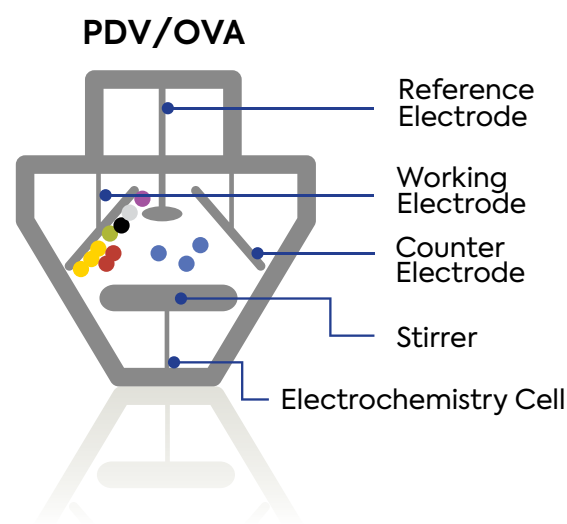 PDV/OVA
Reference
Electrode
Working
Electrode
Counter
Electrode
Stirrer
Electrochemistry Cell